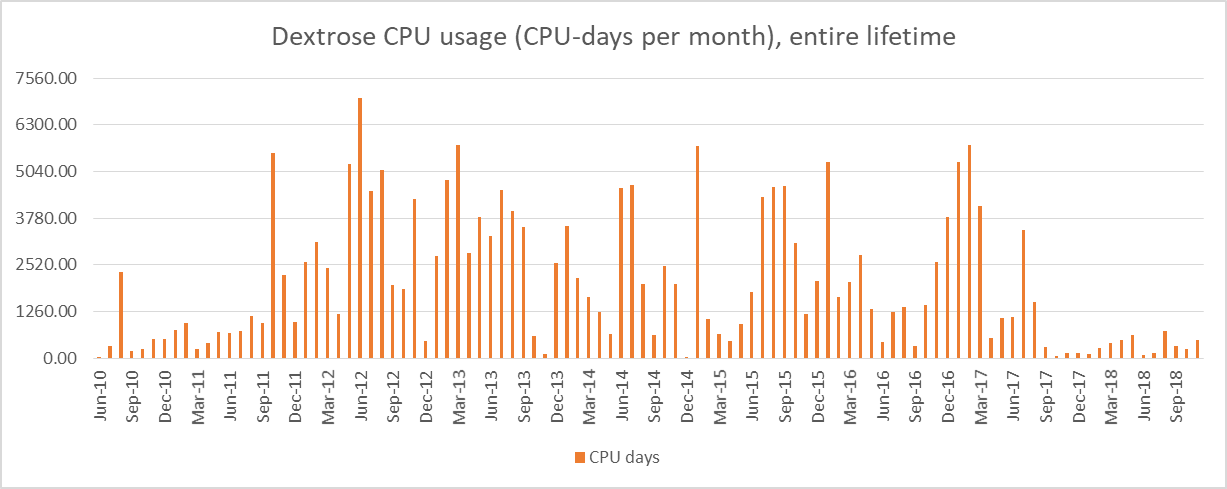 Dextrose CPU usage (CPU-days per month), entire lifetime
7560.00
6300.00
5040.00
3780.00
2520.00
1260.00
0.00
Jun-10
Sep-10
Dec-10
Mar-11
Jun-11
Sep-11
Dec-11
Mar-12
Jun-12
Sep-12
Dec-12
Mar-13
Jun-13
Sep-13
Dec-13
Mar-14
Jun-14
Sep-14
Dec-14
Mar-15
Jun-15
Sep-15
Dec-15
Mar-16
Jun-16
Sep-16
Dec-16
Mar-17
Jun-17
Sep-17
Dec-17
Mar-18
Jun-18
Sep-18
CPU days